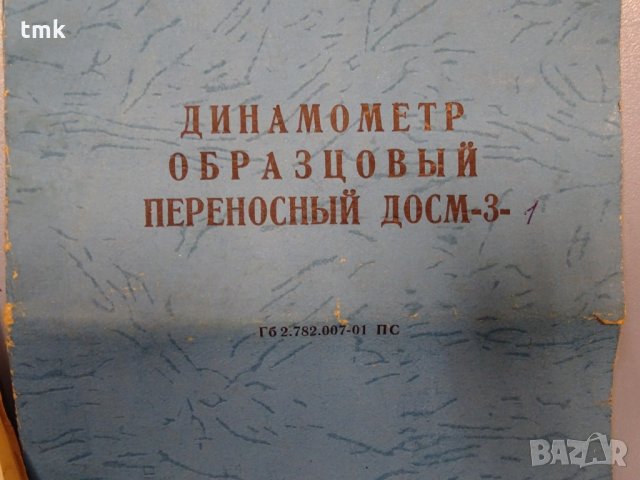 tmk
ДИНАМОМЕТР
ОБРАЗЦОВЫЙ
ПЕРЕНОСНЫЙ ДОСМ-3-1
Гб 2.782.007-01 ПС
BAZAR